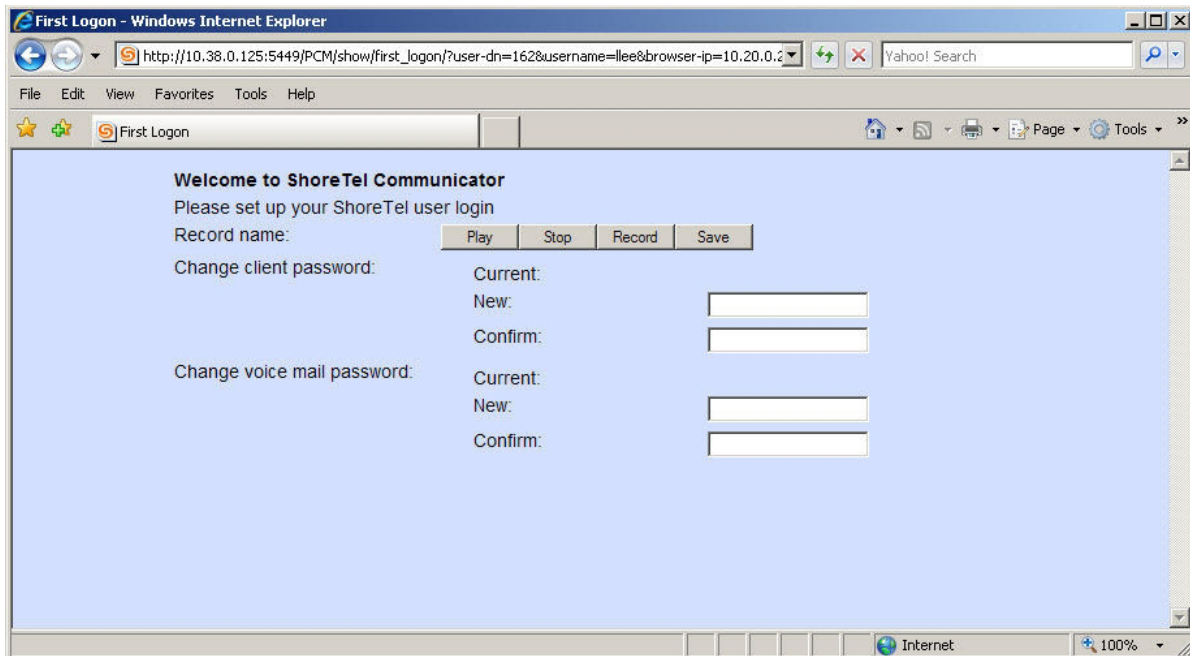 First Logon - Windows Internet Explorer
http://10.38.0.125:5449/PCM/show/first_logon/?user-dn=162&username=llee&browser-ip=10.20.0.2
Yahoo! Search
File Edit View Favorites Tools Help
First Logon
Page Tools
Welcome to ShoreTel Communicator
Please set up your ShoreTel user login
Record name: Play Stop Record Save
Change client password: Current:
New:
Confirm:
Change voice mail password: Current:
New:
Confirm:
Internet 100%